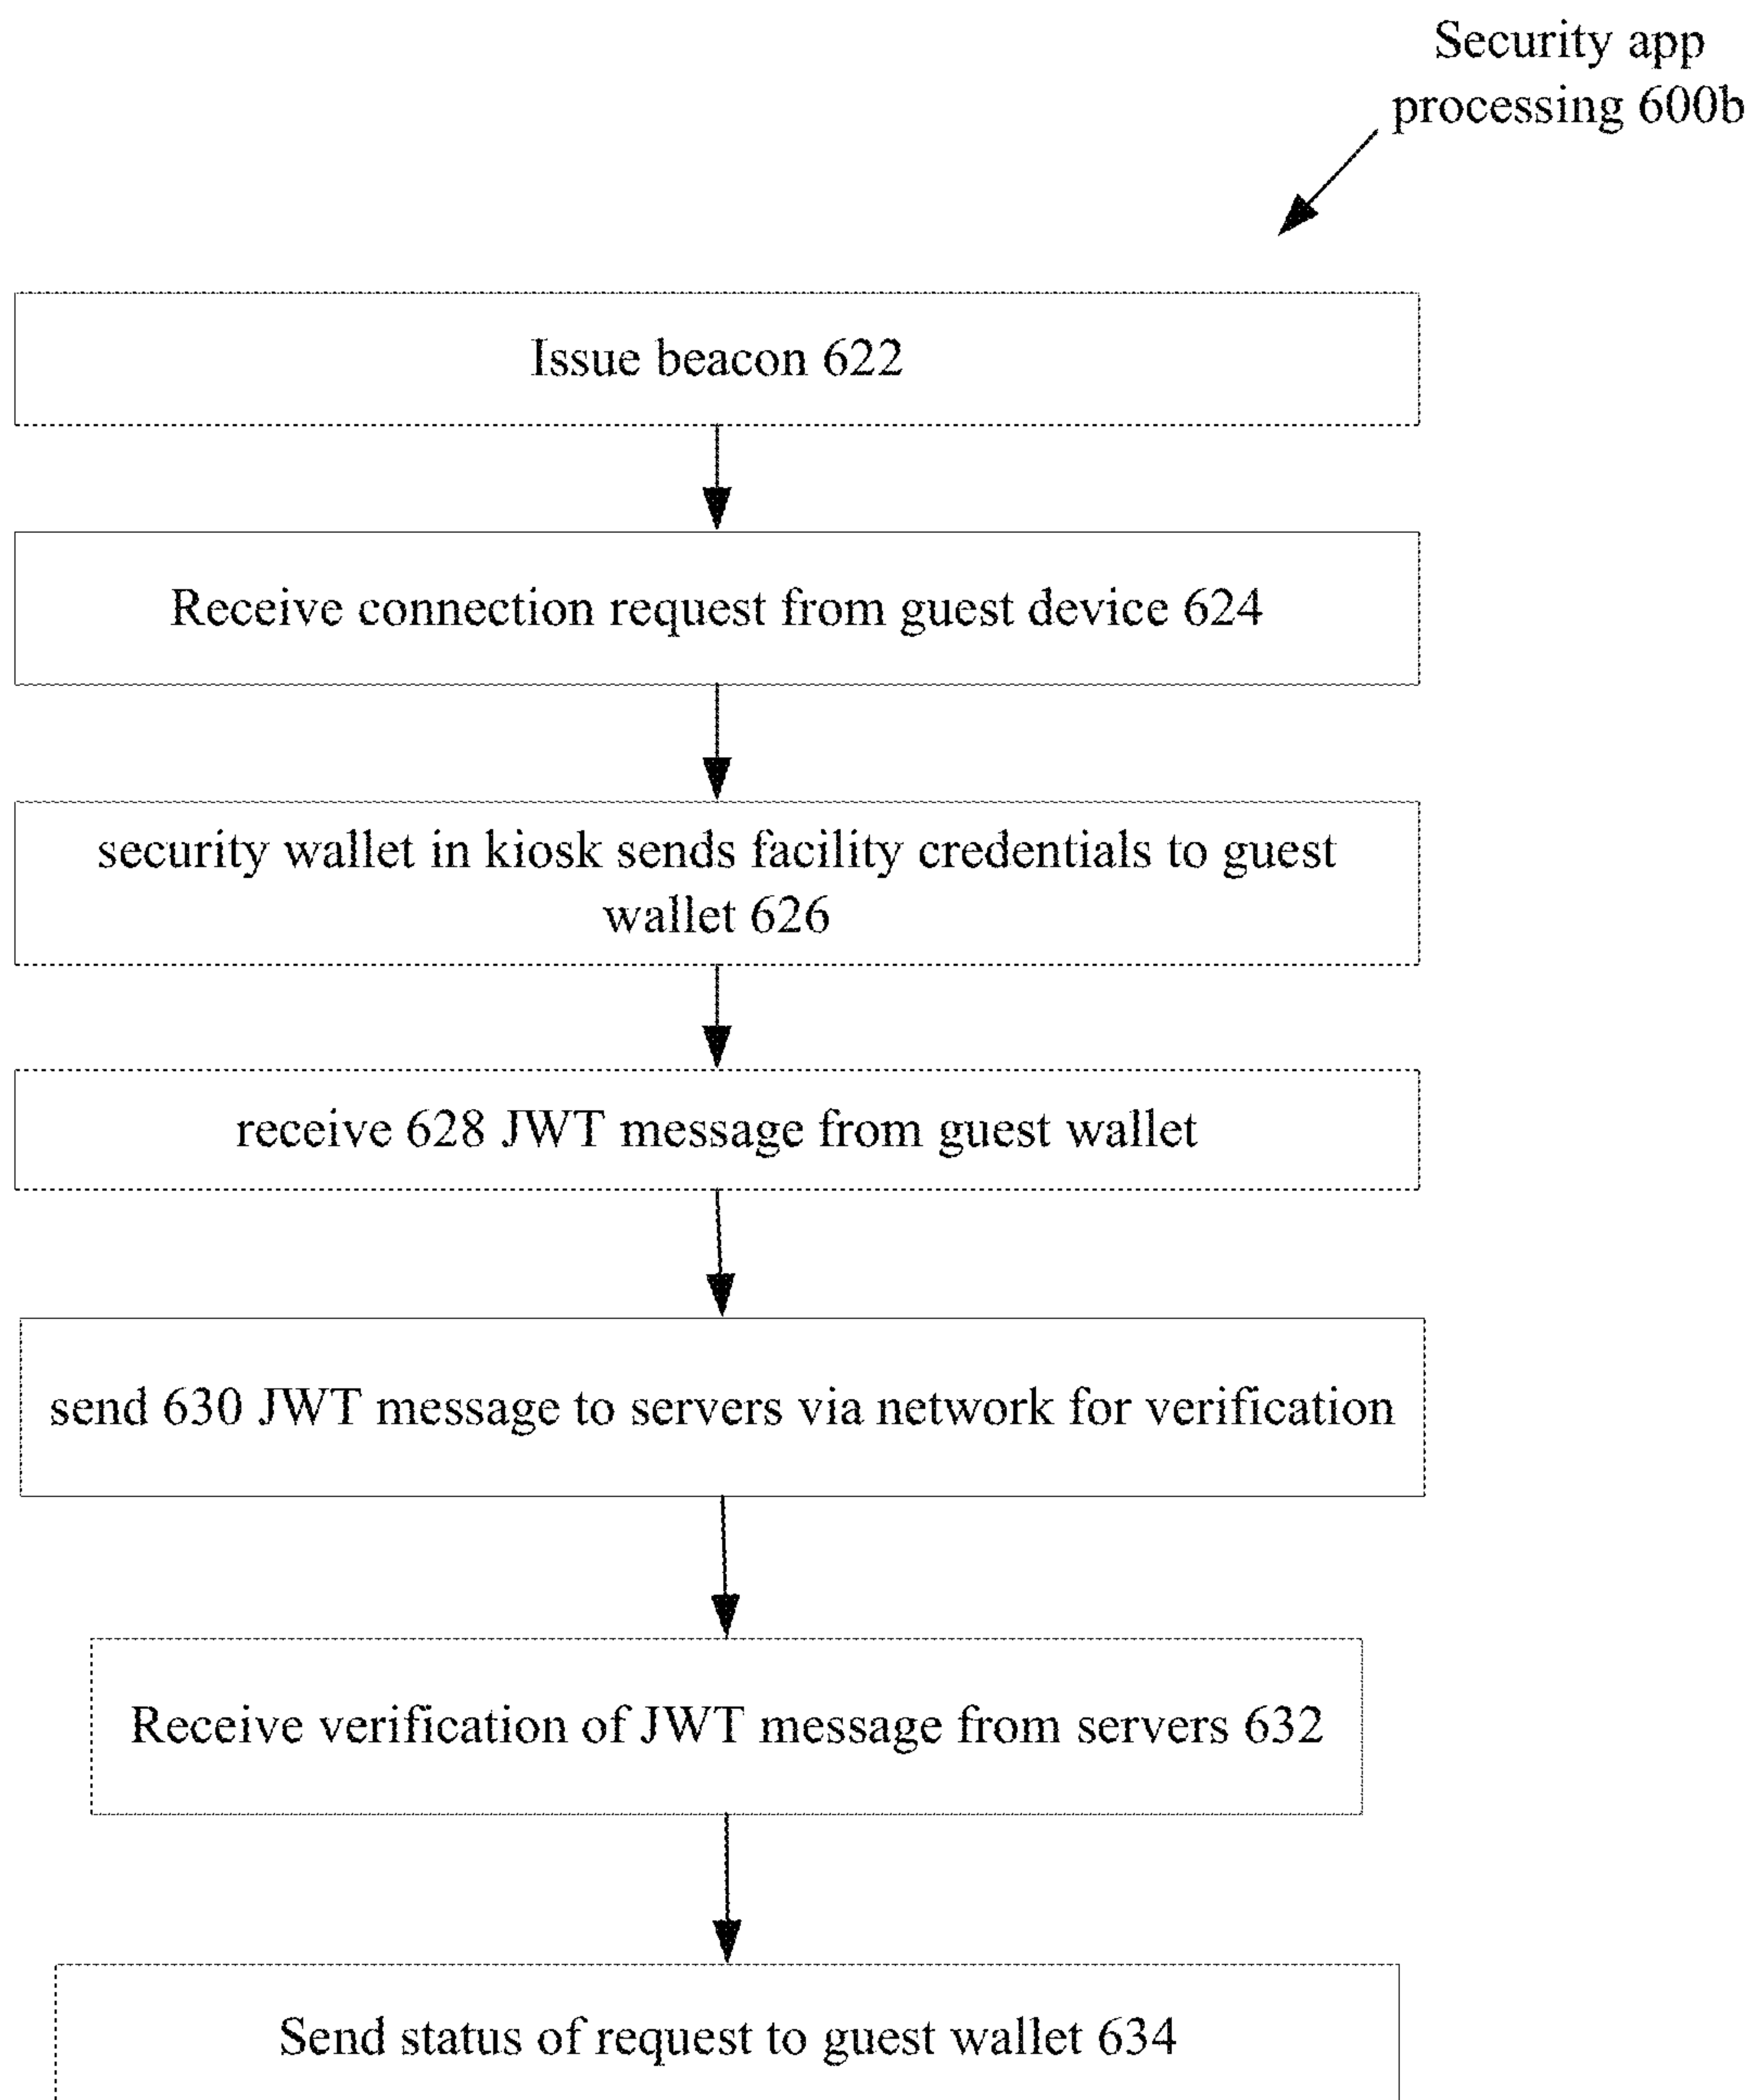 Security app
processing 600b
Issue beacon 622
Receive connection request from guest device 624
security wallet in kiosk sends facility credentials to guest
wallet 626
receive 628 JWT message from guest wallet
send 630 JWT message to servers via network for verification
Receive verification of JWT message from servers 632
Send status of request to guest wallet 634